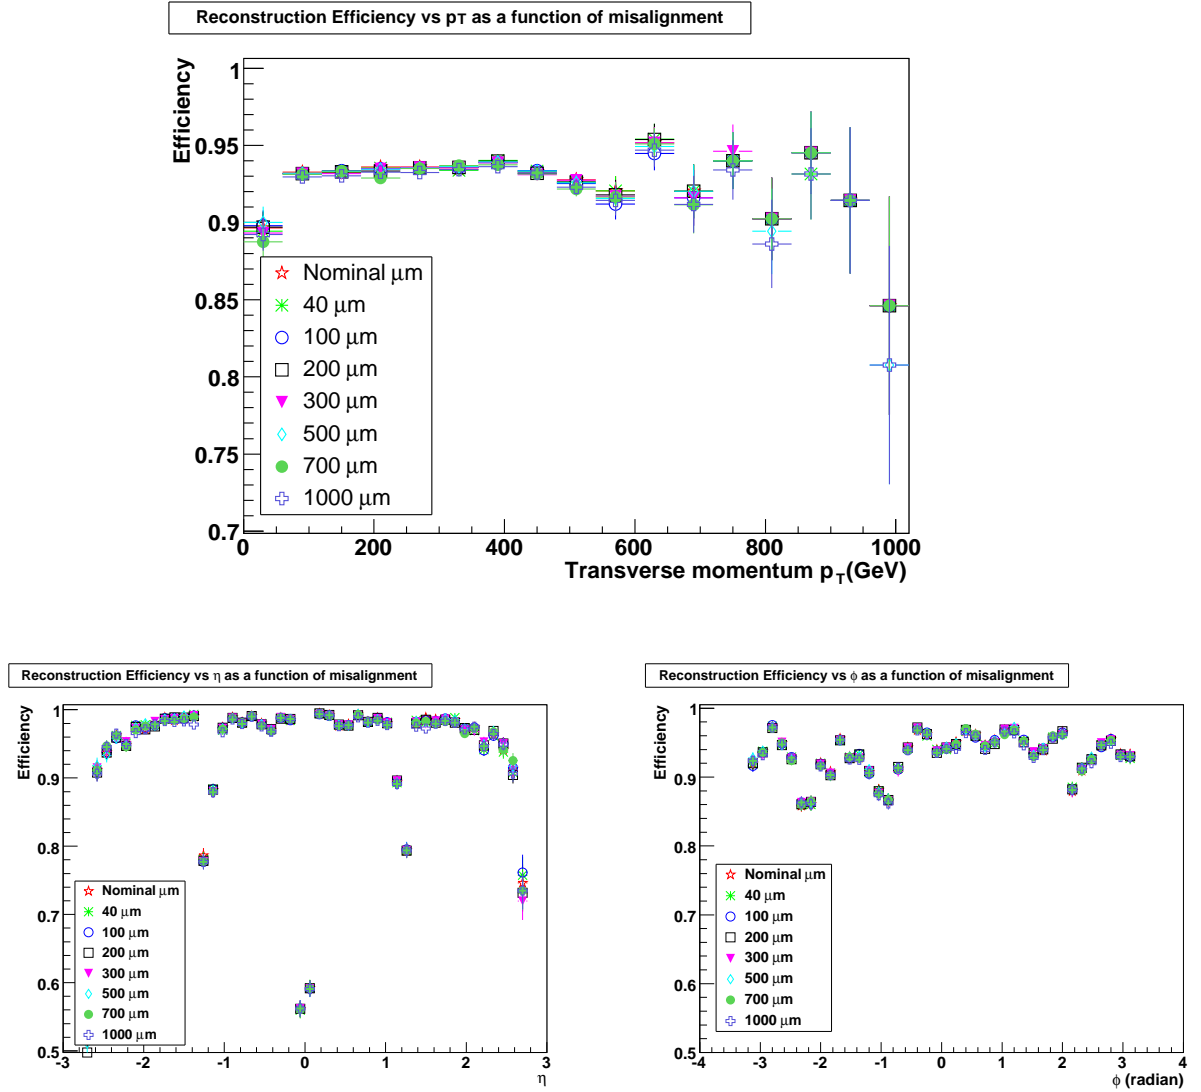 Reconstruction Efficiency vs pT as a function of misalignment
Efficiency
1
0.95
0.9
0.85
0.8
0.75
0.7
Nominal μm
40 μm
100 μm
200 μm
300 μm
500 μm
700 μm
1000 μm
0 200 400 600 800 1000
Transverse momentum pT(GeV)
Reconstruction Efficiency vs η as a function of misalignment
Efficiency
1
0.9
0.8
0.7
0.6
0.5
Nominal μm
40 μm
100 μm
200 μm
300 μm
500 μm
700 μm
1000 μm
-3 -2 -1 0 1 2 3
η
Reconstruction Efficiency vs ϕ as a function of misalignment
Efficiency
1
0.9
0.8
0.7
0.6
0.5
Nominal μm
40 μm
100 μm
200 μm
300 μm
500 μm
700 μm
1000 μm
-4 -3 -2 -1 0 1 2 3 4
ϕ (radian)